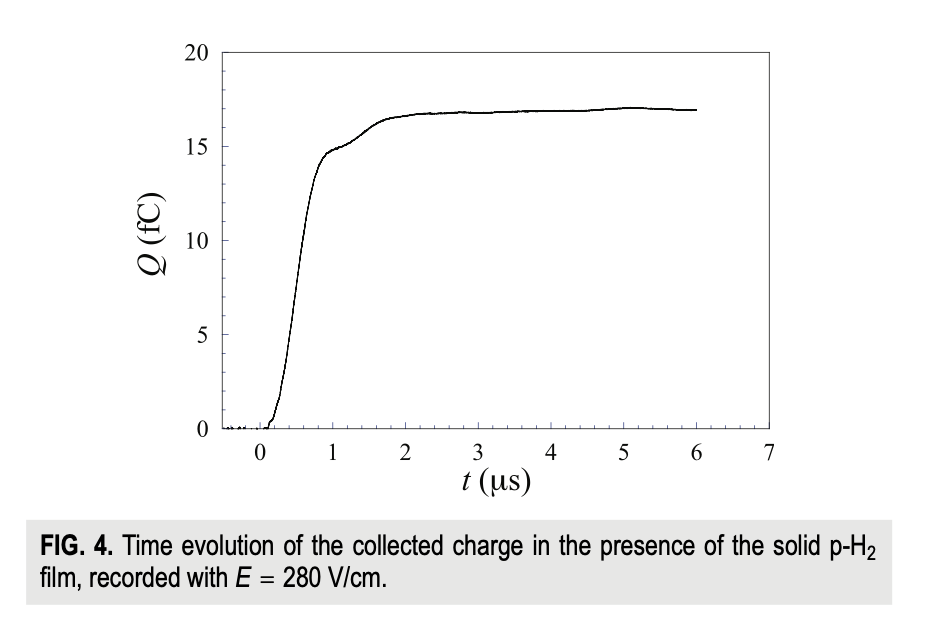 20
15
10
5
0
Q (fC)
0 1 2 3 4 5 6 7
t (μs)
FIG. 4. Time evolution of the collected charge in the presence of the solid p-H₂
film, recorded with E = 280 V/cm.